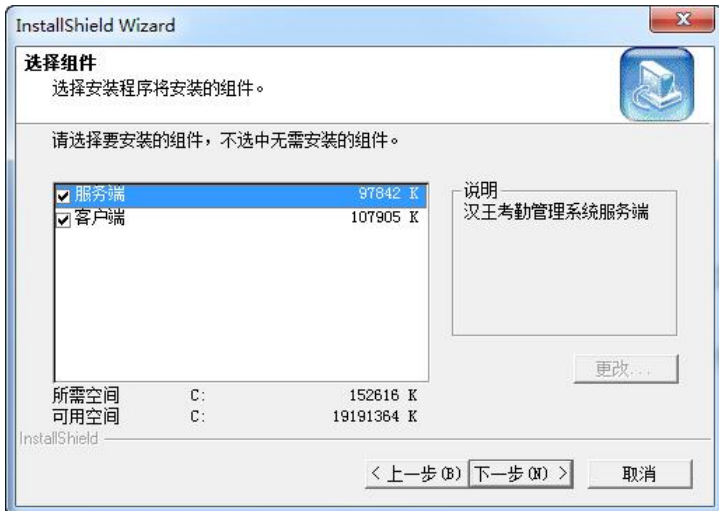 InstallShield Wizard
选择组件
选择安装程序将安装的组件。
请选择要安装的组件，不选中无需安装的组件。
服务端 97842 K
客户端 107905 K
说明
汉王考勤管理系统服务端
更改...
所需空间 C: 152616 K
可用空间 C: 19191364 K
InstallShield
< 上一步(B) 下一步(N) > 取消